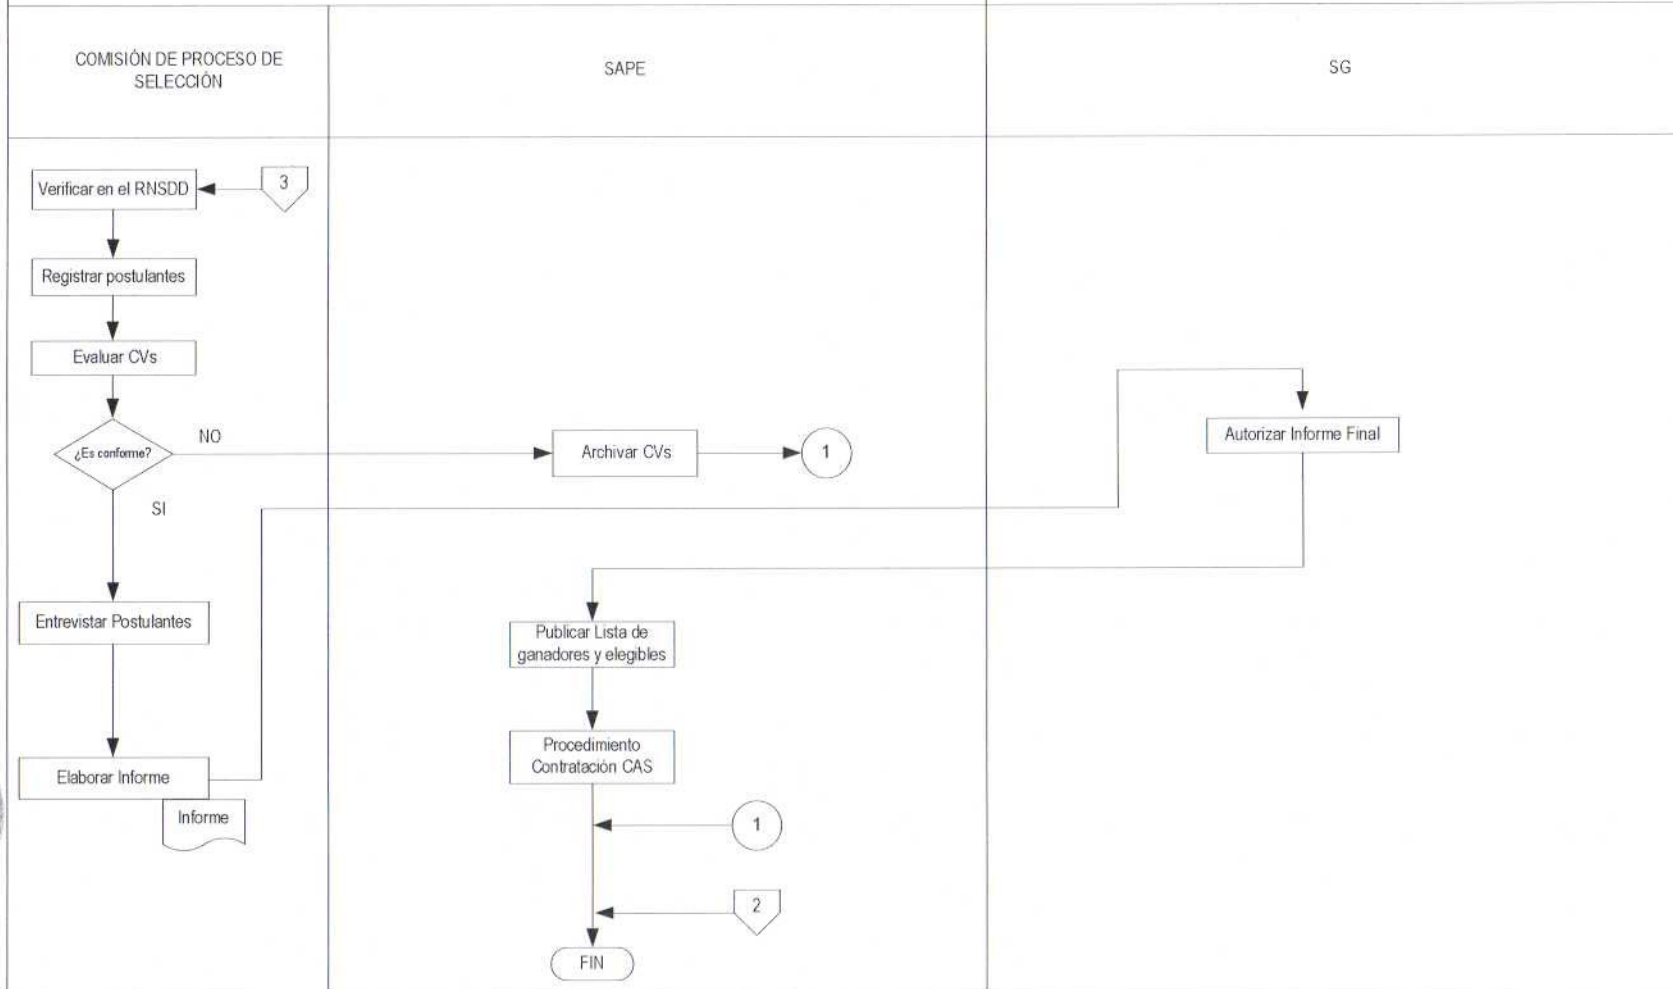 COMISIÓN DE PROCESO DE
SELECCIÓN
SAPE
SG
Verificar en el RNSDD
3
Registrar postulantes
Evaluar CVs
¿Es conforme?
NO
Archivar CVs
1
Autorizar Informe Final
SI
Entrevistar Postulantes
Publicar Lista de
ganadores y elegibles
Procedimiento
Contratación CAS
Elaborar Informe
Informe
1
2
FIN